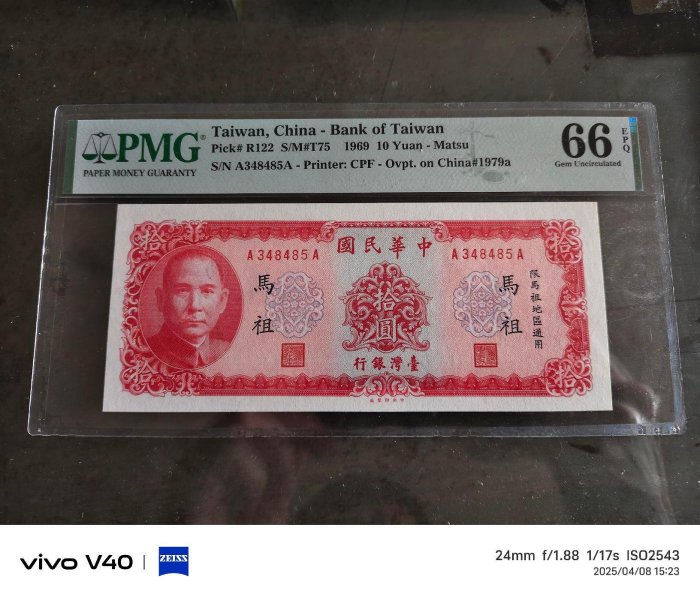 PMG
PAPER MONEY GUARANTY
Taiwan, China - Bank of Taiwan
Pick# R122 S/M#T75 1969 10 Yuan - Matsu
S/N A348485A - Printer: CPF - Ovpt. on China#1979a
66 EPQ
Gem Uncirculated
拾
拾
國民華中
A348485A
A348485A
馬祖
拾圓
馬祖
限馬祖地區通用
行銀灣臺
拾
拾
vivo V40
ZEISS
24mm f/1.88 1/17s ISO2543
2025/04/08 15:23